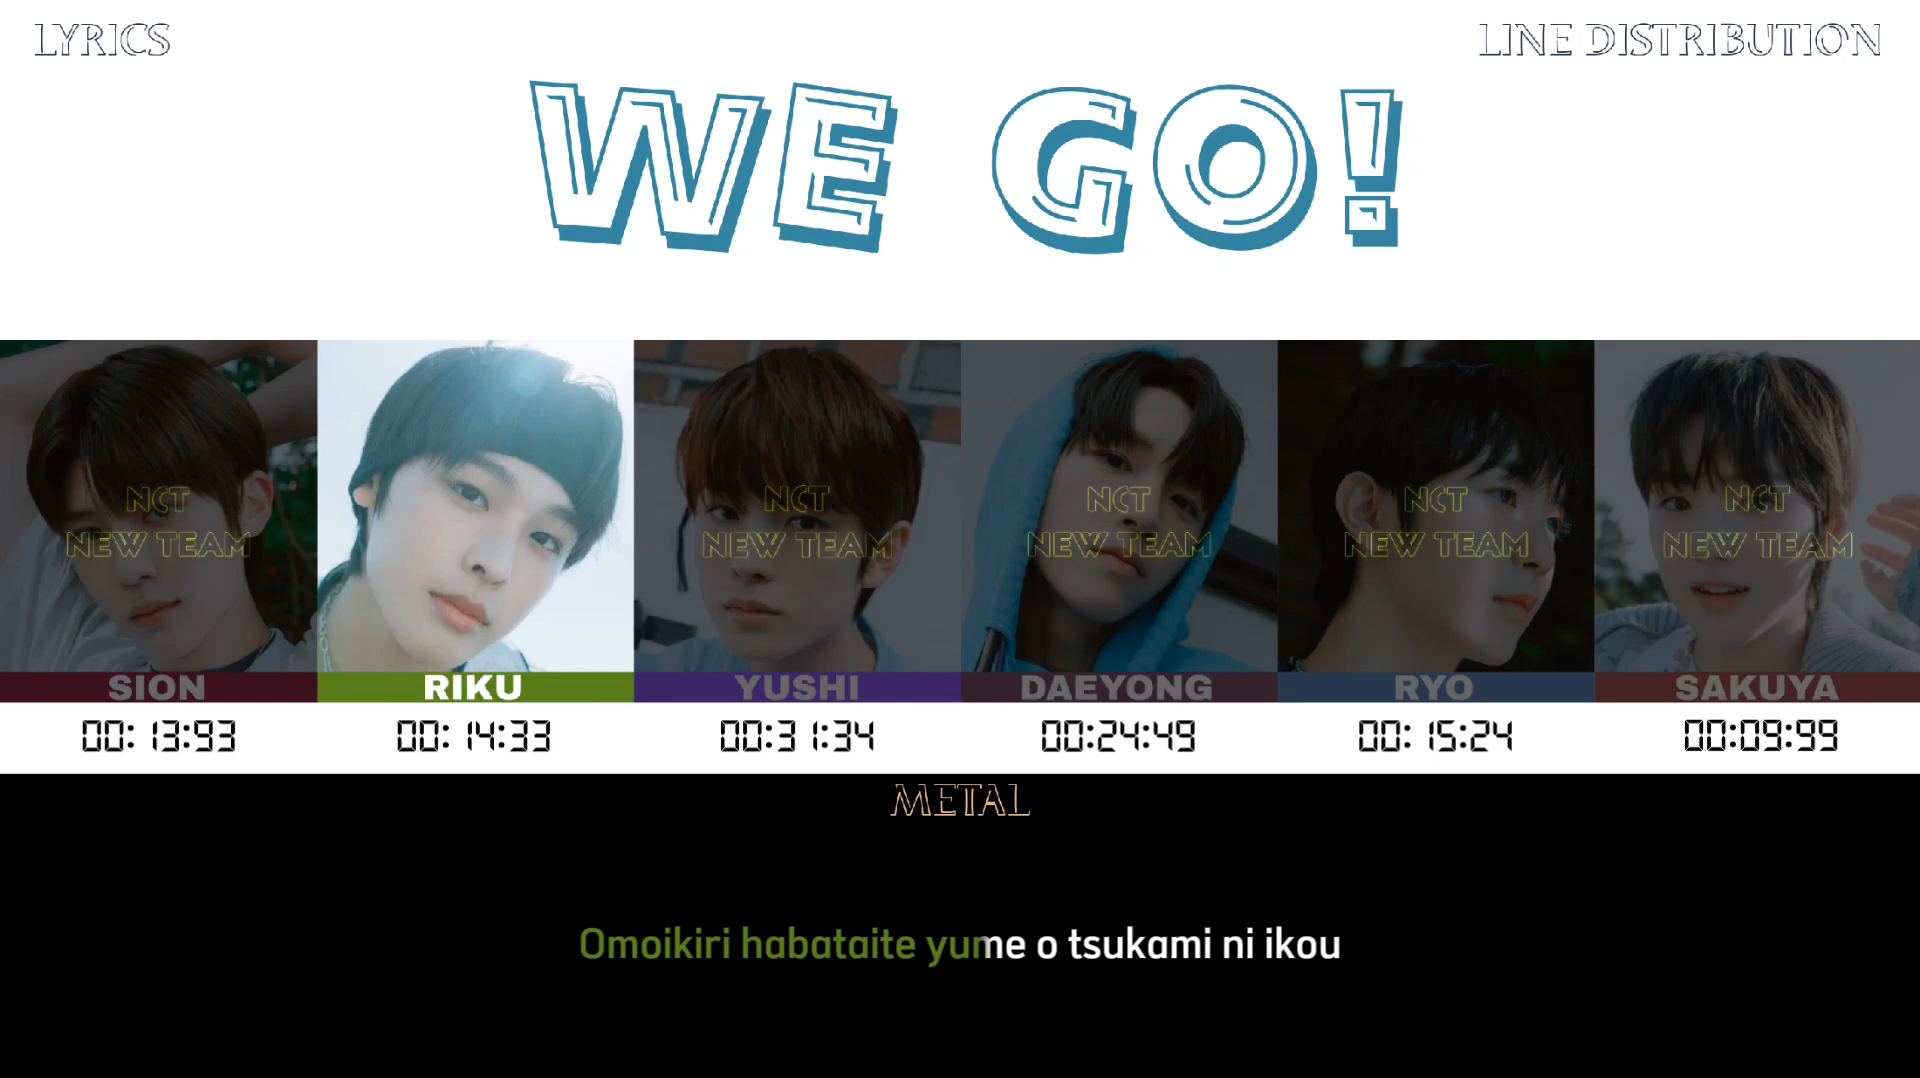 LYRICS
LINE DISTRIBUTION
WE GO!
NCT
NEW TEAM
NCT
NEW TEAM
NCT
NEW TEAM
NCT
NEW TEAM
NCT
NEW TEAM
SION
RIKU
YUSHI
DAEYONG
RYO
SAKUYA
00:13:93
00:14:33
00:31:34
00:24:49
00:15:24
00:09:99
METAL
Omoikiri habataite yume o tsukami ni ikou